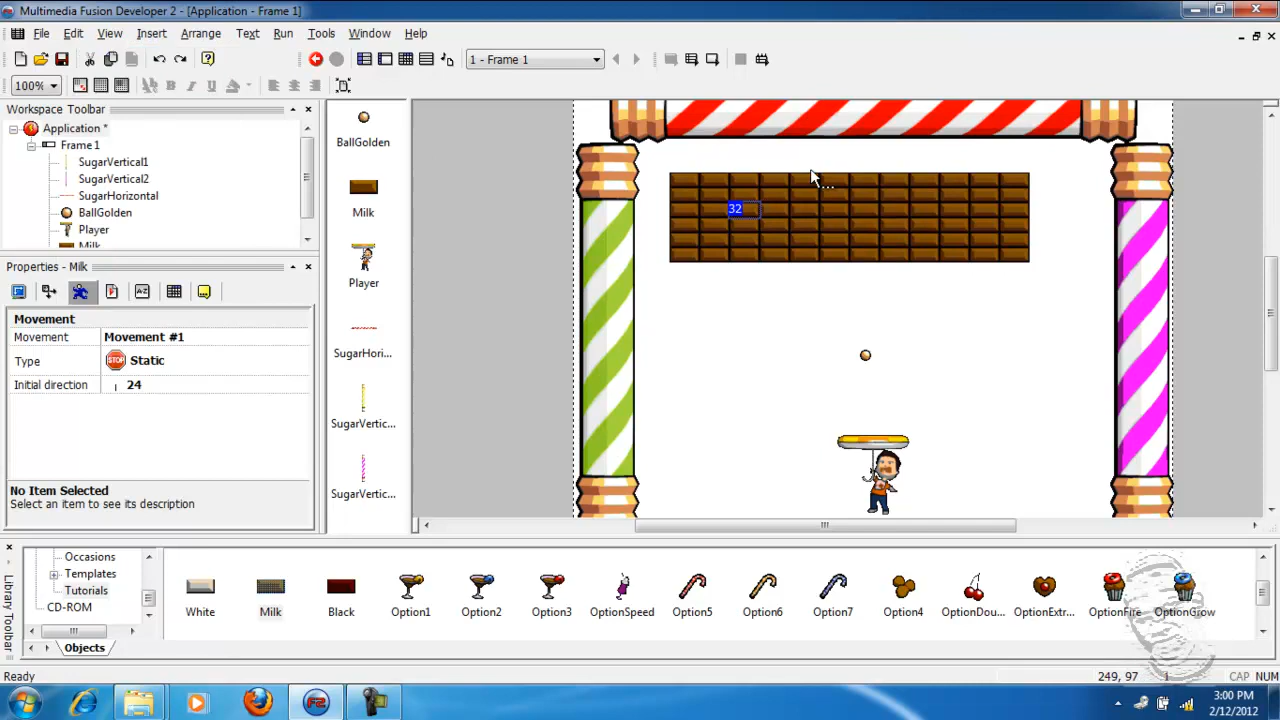 Multimedia Fusion Developer 2 - [Application - Frame 1]
File Edit View Insert Arrange Text Run Tools Window Help
1 - Frame 1
100%
Workspace Toolbar
Application *
Frame 1
SugarVertical1
SugarVertical2
SugarHorizontal
BallGolden
Player
Milk
Properties - Milk
Movement
Movement Movement #1
Type STOP Static
Initial direction 24
No Item Selected
Select an item to see its description
BallGolden
Milk
Player
SugarHori...
SugarVertic...
SugarVertic...
32
Library Toolbar
Occasions
Templates
Tutorials
CD-ROM
Objects
White Milk Black Option1 Option2 Option3 OptionSpeed Option5 Option6 Option7 Option4 OptionDou... OptionExtr... OptionFire OptionGrow
Ready
249, 97 1 CAP NUM
3:00 PM
2/12/2012